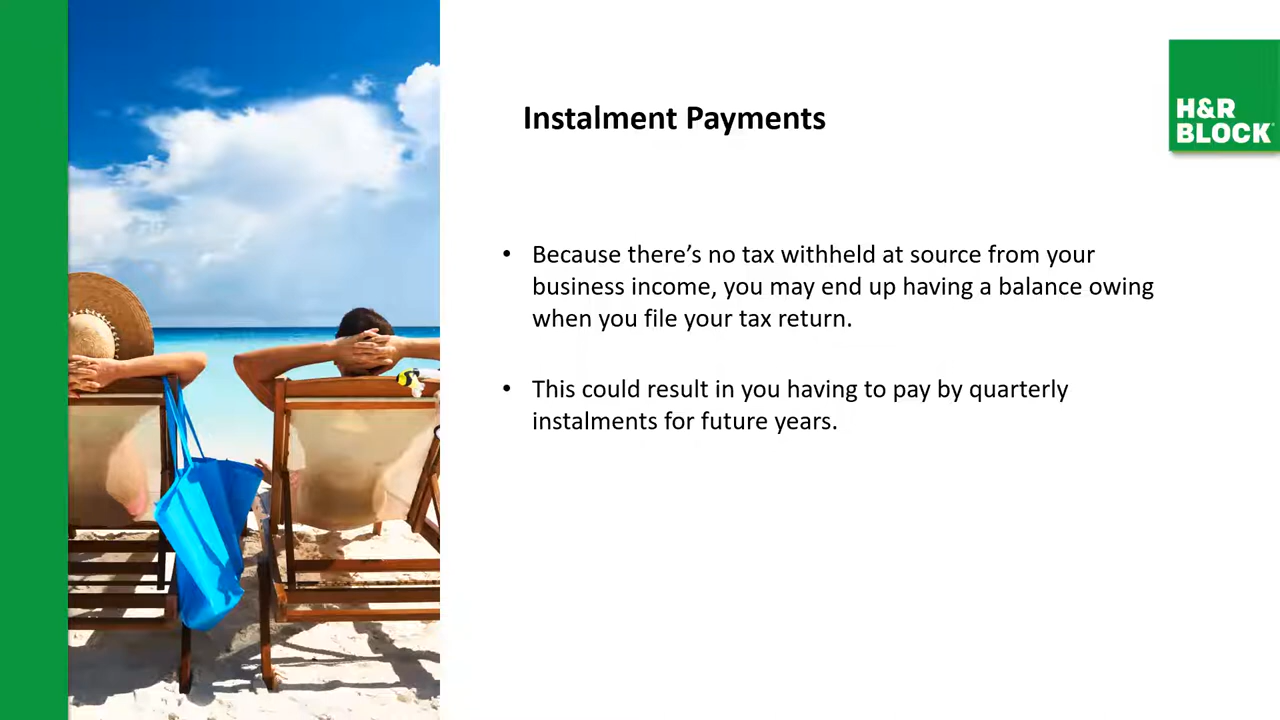 Instalment Payments
H&R
BLOCK
• Because there’s no tax withheld at source from your
business income, you may end up having a balance owing
when you file your tax return.
• This could result in you having to pay by quarterly
instalments for future years.